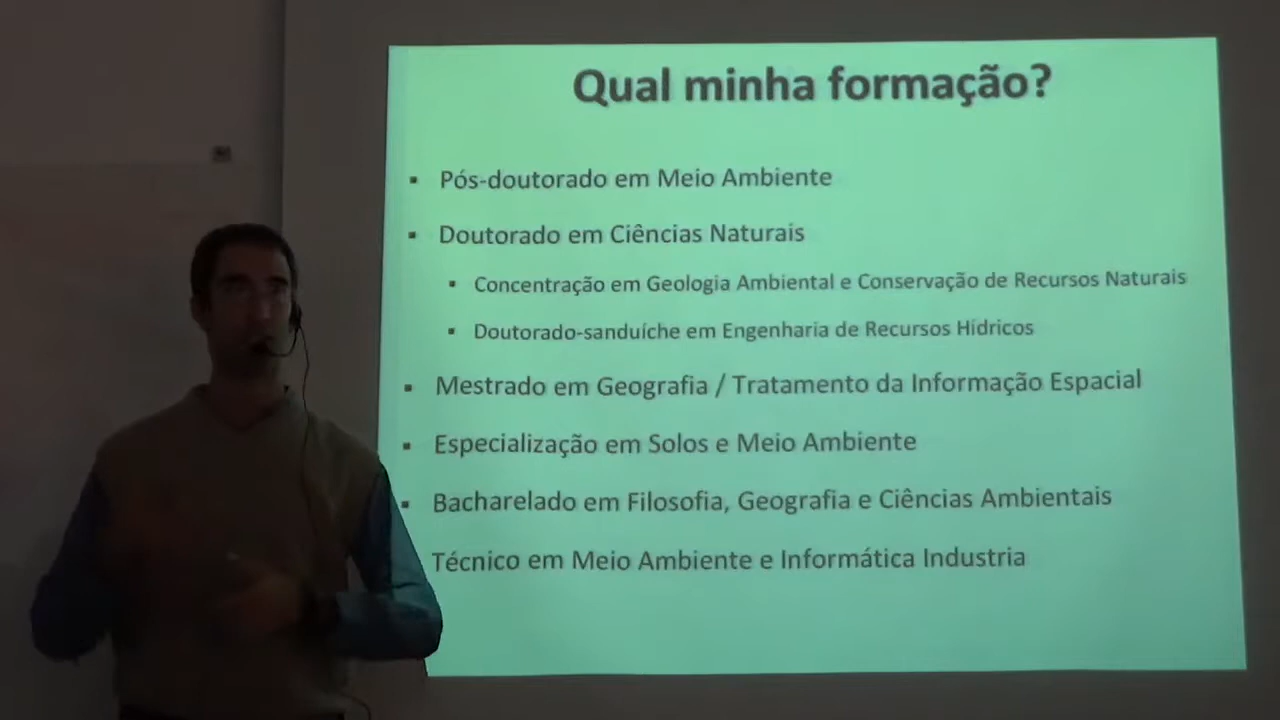 Qual minha formação?
▪ Pós-doutorado em Meio Ambiente
▪ Doutorado em Ciências Naturais
▪ Concentração em Geologia Ambiental e Conservação de Recursos Naturais
▪ Doutorado-sanduíche em Engenharia de Recursos Hídricos
▪ Mestrado em Geografia / Tratamento da Informação Espacial
▪ Especialização em Solos e Meio Ambiente
▪ Bacharelado em Filosofia, Geografia e Ciências Ambientais
Técnico em Meio Ambiente e Informática Industria